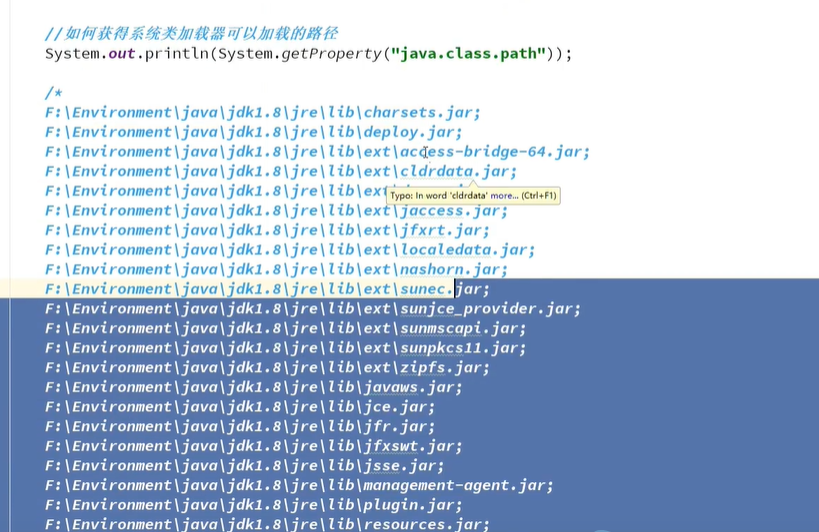 //如何获得系统类加载器可以加载的路径
System.out.println(System.getProperty("java.class.path"));
/*
F:\Environment\java\jdk1.8\jre\lib\charsets.jar;
F:\Environment\java\jdk1.8\jre\lib\deploy.jar;
F:\Environment\java\jdk1.8\jre\lib\ext\access-bridge-64.jar;
F:\Environment\java\jdk1.8\jre\lib\ext\cldrdata.jar;
F:\Environment\java\jdk1.8\jre\lib\ext
Typo: In word 'cldrdata' more... (Ctrl+F1)
F:\Environment\java\jdk1.8\jre\lib\ext\jaccess.jar;
F:\Environment\java\jdk1.8\jre\lib\ext\jfxrt.jar;
F:\Environment\java\jdk1.8\jre\lib\ext\localedata.jar;
F:\Environment\java\jdk1.8\jre\lib\ext\nashorn.jar;
F:\Environment\java\jdk1.8\jre\lib\ext\sunec.jar;
F:\Environment\java\jdk1.8\jre\lib\ext\sunjce_provider.jar;
F:\Environment\java\jdk1.8\jre\lib\ext\sunmscapi.jar;
F:\Environment\java\jdk1.8\jre\lib\ext\sunpkcs11.jar;
F:\Environment\java\jdk1.8\jre\lib\ext\zipfs.jar;
F:\Environment\java\jdk1.8\jre\lib\javaws.jar;
F:\Environment\java\jdk1.8\jre\lib\jce.jar;
F:\Environment\java\jdk1.8\jre\lib\jfr.jar;
F:\Environment\java\jdk1.8\jre\lib\jfxswt.jar;
F:\Environment\java\jdk1.8\jre\lib\jsse.jar;
F:\Environment\java\jdk1.8\jre\lib\management-agent.jar;
F:\Environment\java\jdk1.8\jre\lib\plugin.jar;
F:\Environment\java\jdk1.8\jre\lib\resources.jar;